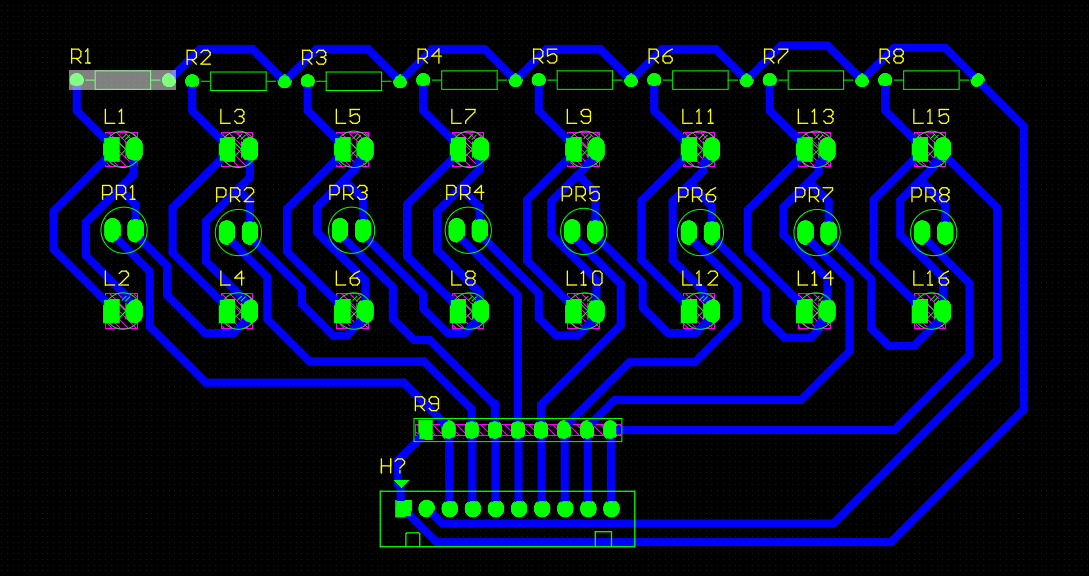 R1 R2 R3 R4 R5 R6 R7 R8
L1 L3 L5 L7 L9 L11 L13 L15
PR1 PR2 PR3 PR4 PR5 PR6 PR7 PR8
L2 L4 L6 L8 L10 L12 L14 L16
R9
H?